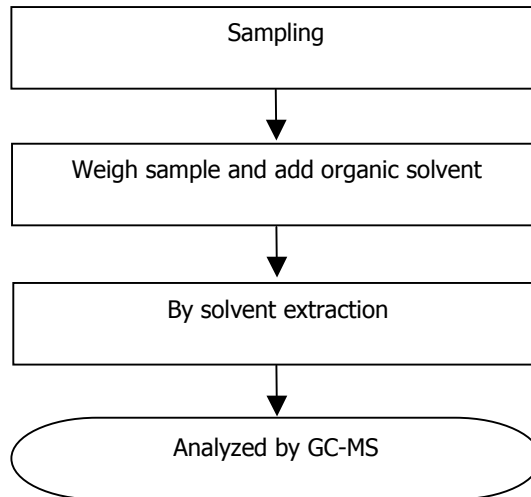 Sampling
Weigh sample and add organic solvent
By solvent extraction
Analyzed by GC-MS